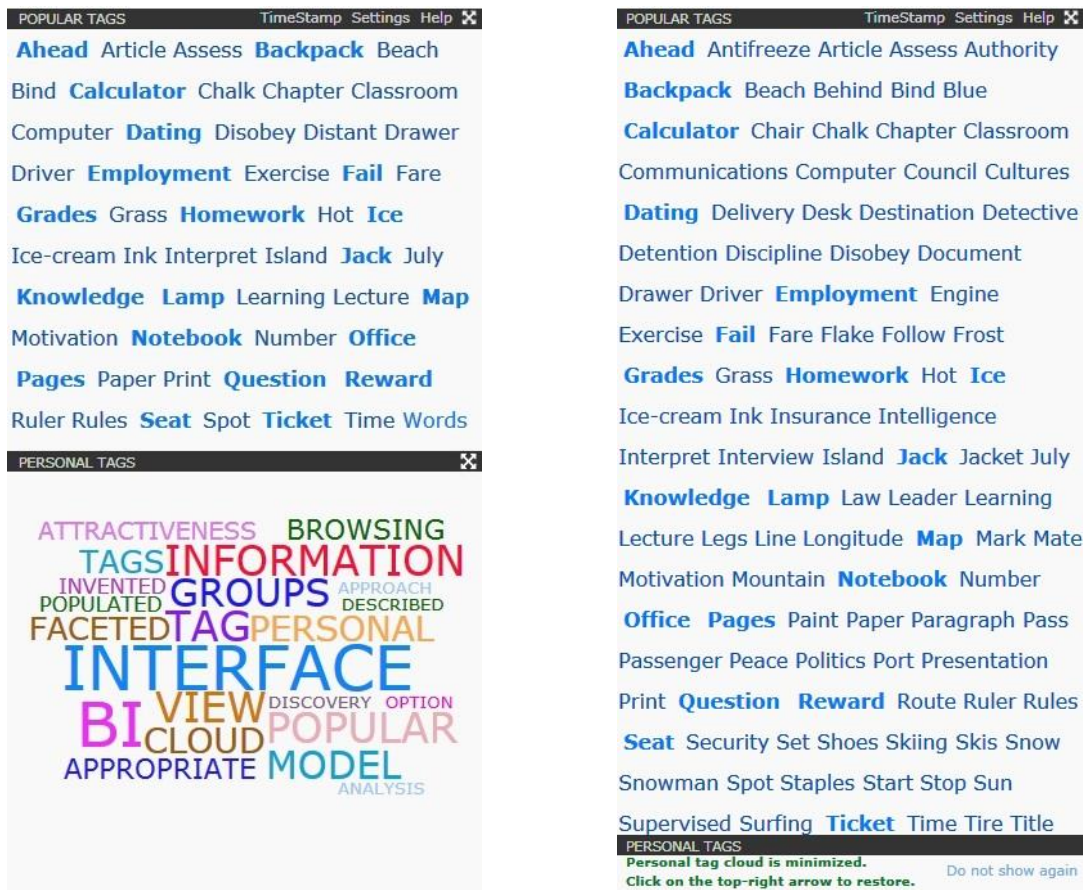 POPULAR TAGS TimeStamp Settings Help
Ahead Article Assess Backpack Beach
Bind Calculator Chalk Chapter Classroom
Computer Dating Disobey Distant Drawer
Driver Employment Exercise Fail Fare
Grades Grass Homework Hot Ice
Ice-cream Ink Interpret Island Jack July
Knowledge Lamp Learning Lecture Map
Motivation Notebook Number Office
Pages Paper Print Question Reward
Ruler Rules Seat Spot Ticket Time Words
PERSONAL TAGS
ATTRACTIVENESS BROWSING
TAGS INFORMATION
INVENTED GROUPS APPROACH
POPULATED DESCRIBED
FACETED TAG PERSONAL
INTERFACE
BI VIEW DISCOVERY OPTION
CLOUD POPULAR
APPROPRIATE MODEL
ANALYSIS
POPULAR TAGS TimeStamp Settings Help
Ahead Antifreeze Article Assess Authority
Backpack Beach Behind Bind Blue
Calculator Chair Chalk Chapter Classroom
Communications Computer Council Cultures
Dating Delivery Desk Destination Detective
Detention Discipline Disobey Document
Drawer Driver Employment Engine
Exercise Fail Fare Flake Follow Frost
Grades Grass Homework Hot Ice
Ice-cream Ink Insurance Intelligence
Interpret Interview Island Jack Jacket July
Knowledge Lamp Law Leader Learning
Lecture Legs Line Longitude Map Mark Mate
Motivation Mountain Notebook Number
Office Pages Paint Paper Paragraph Pass
Passenger Peace Politics Port Presentation
Print Question Reward Route Ruler Rules
Seat Security Set Shoes Skiing Skis Snow
Snowman Spot Staples Start Stop Sun
Supervised Surfing Ticket Time Tire Title
PERSONAL TAGS
Personal tag cloud is minimized.
Click on the top-right arrow to restore. Do not show again